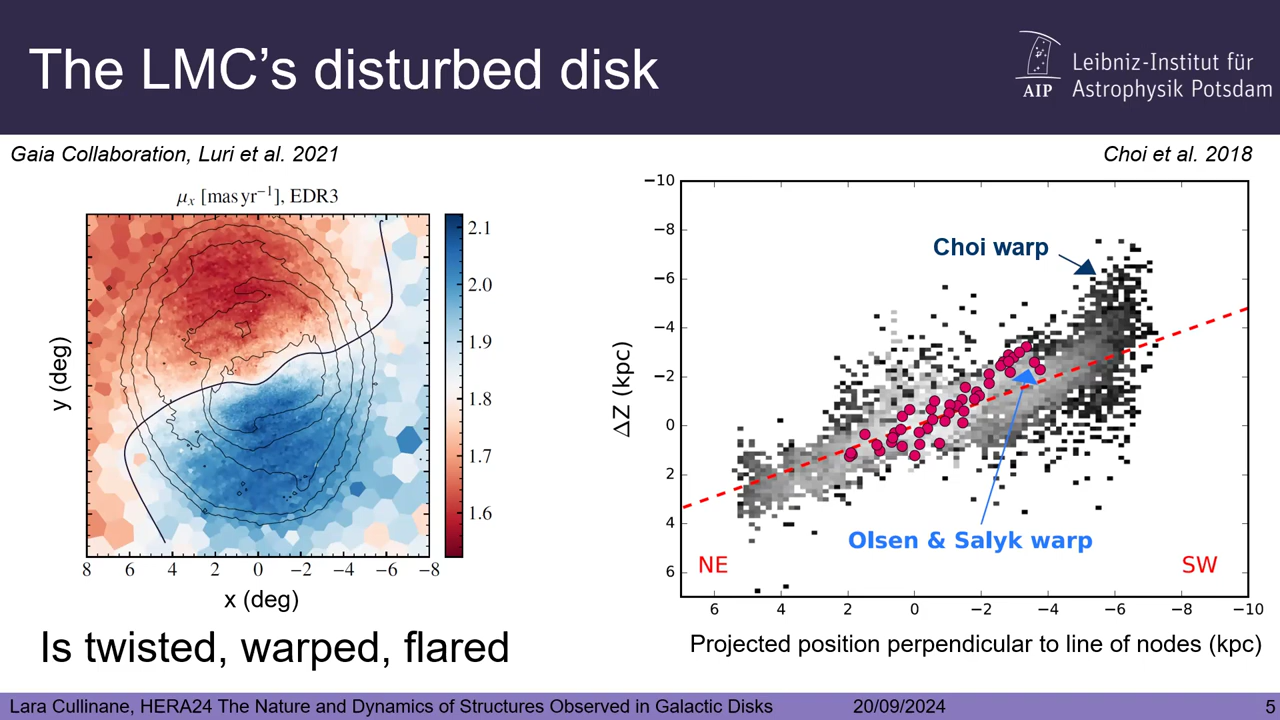 The LMC’s disturbed disk
AIP
Leibniz-Institut für
Astrophysik Potsdam
Gaia Collaboration, Luri et al. 2021
μx [mas yr−1], EDR3
2.1
2.0
1.9
1.8
1.7
1.6
y (deg)
8 6 4 2 0 −2 −4 −6 −8
x (deg)
Is twisted, warped, flared
Choi et al. 2018
−10
−8
−6
−4
−2
0
2
4
6
ΔZ (kpc)
Choi warp
Olsen & Salyk warp
NE SW
6 4 2 0 −2 −4 −6 −8 −10
Projected position perpendicular to line of nodes (kpc)
Lara Cullinane, HERA24 The Nature and Dynamics of Structures Observed in Galactic Disks 20/09/2024 5